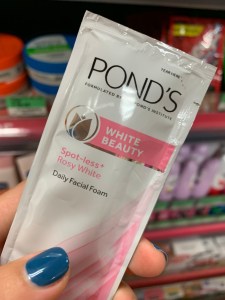 POND'S
WHITE
BEAUTY
Spot-less*
Rosy White
Daily Facial Foam